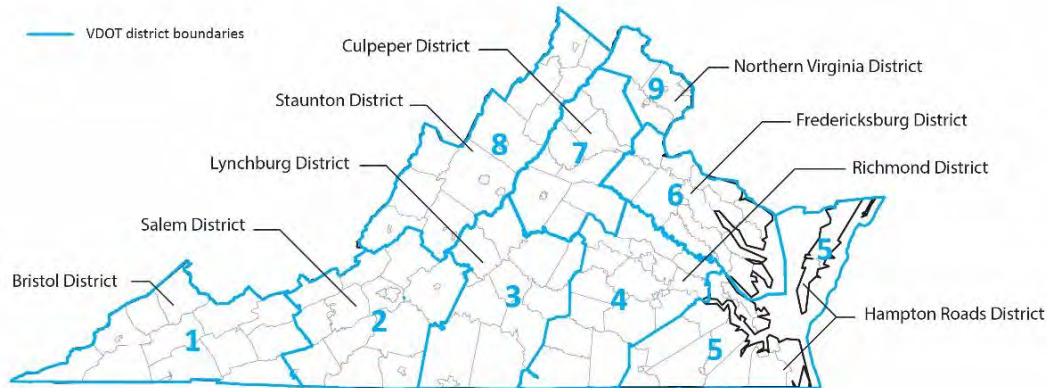 VDOT district boundaries
Culpeper District
Northern Virginia District
9
Staunton District
Fredericksburg District
8
7
Lynchburg District
Richmond District
6
Salem District
5
Bristol District
3
4
2
Hampton Roads District
1
5